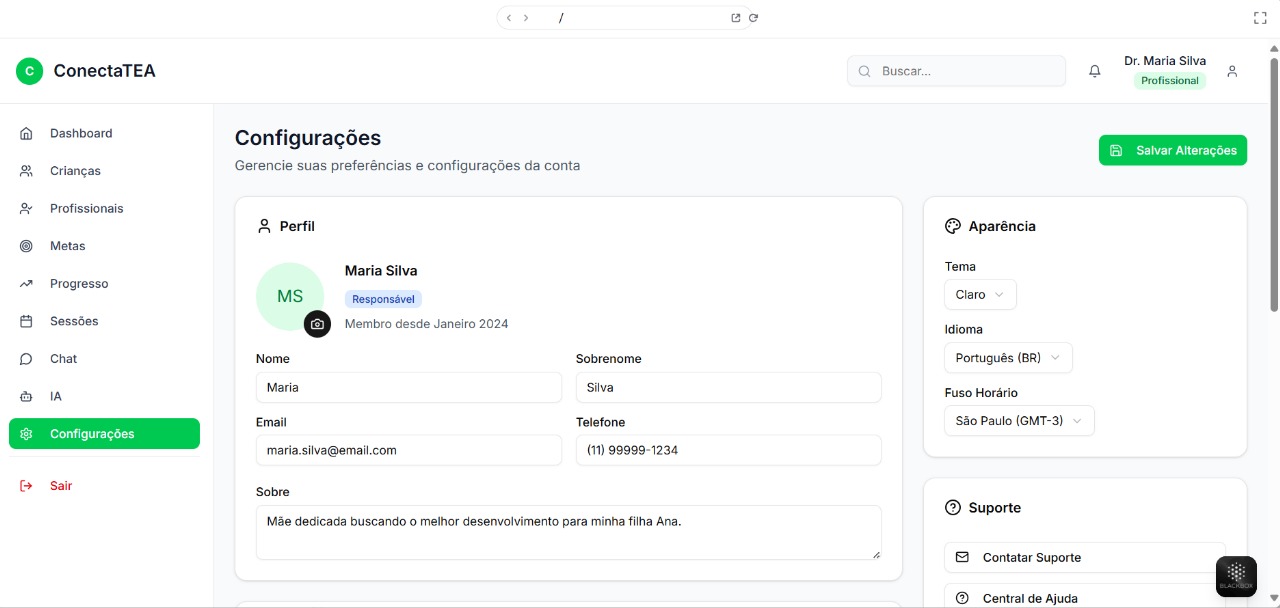 /
C ConectaTEA
Buscar...
Dr. Maria Silva
Profissional
Dashboard
Crianças
Profissionais
Metas
Progresso
Sessões
Chat
IA
Configurações
Sair
Configurações
Gerencie suas preferências e configurações da conta
Salvar Alterações
Perfil
MS
Maria Silva
Responsável
Membro desde Janeiro 2024
Nome
Sobrenome
Maria
Silva
Email
Telefone
maria.silva@email.com
(11) 99999-1234
Sobre
Mãe dedicada buscando o melhor desenvolvimento para minha filha Ana.
Aparência
Tema
Claro
Idioma
Português (BR)
Fuso Horário
São Paulo (GMT-3)
Suporte
Contatar Suporte
Central de Ajuda
BLACKBOX